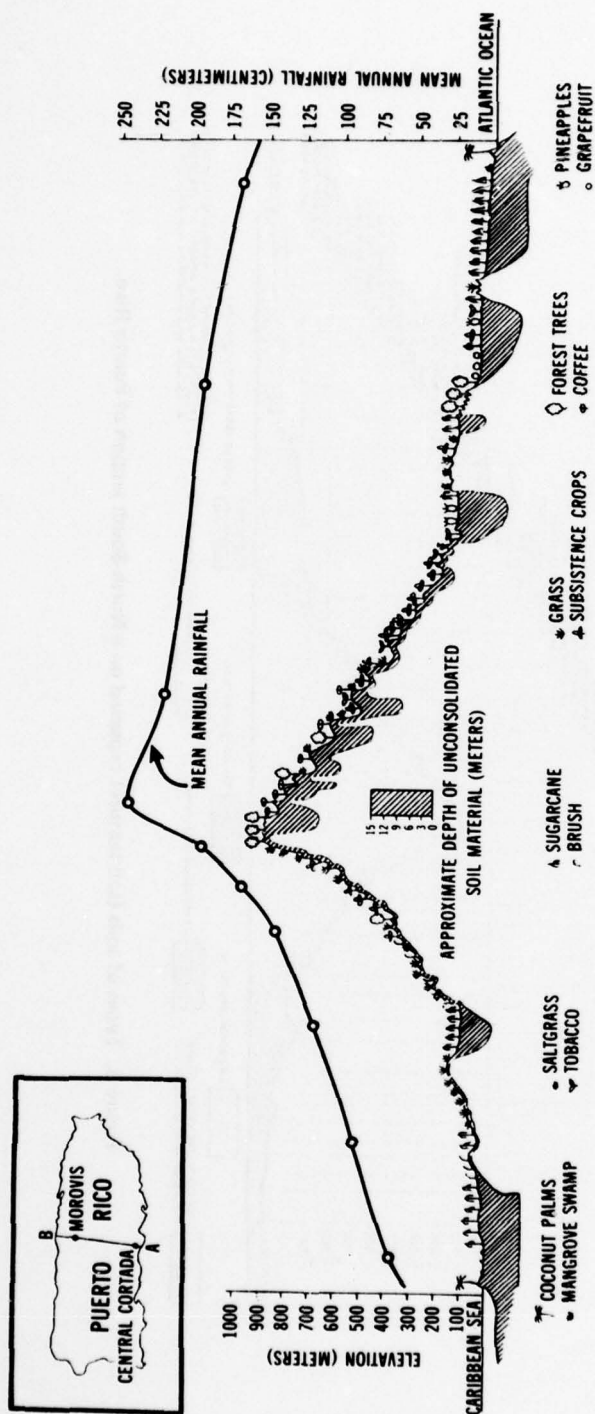 B
MOROVIS
PUERTO
RICO
CENTRAL CORTADA
A
ELEVATION (METERS)
1000
900
800
700
600
500
400
300
200
100
0
CARIBBEAN SEA
MEAN ANNUAL RAINFALL
MEAN ANNUAL RAINFALL (CENTIMETERS)
250
200
150
100
75
50
25
ATLANTIC OCEAN
15
12
9
6
3
0
APPROXIMATE DEPTH OF UNCONSOLIDATED
SOIL MATERIAL (METERS)
COCONUT PALMS
MANGROVE SWAMP
SALTGRASS
TOBACCO
SUGARCANE
BRUSH
GRASS
SUBSISTENCE CROPS
FOREST TREES
COFFEE
PINEAPPLES
GRAPEFRUIT